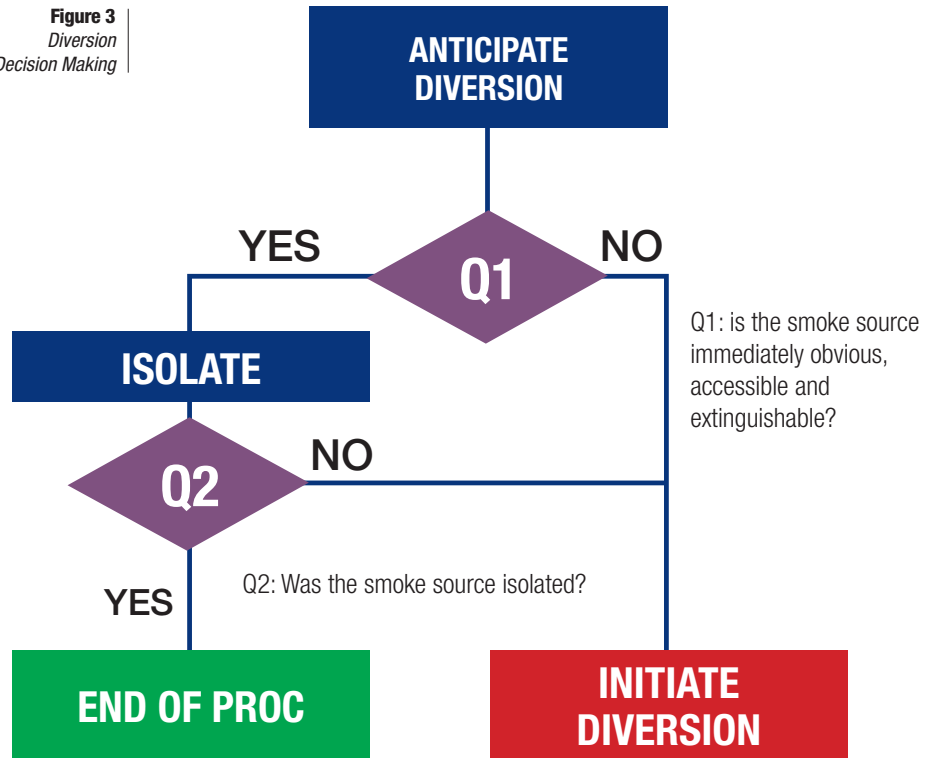 Figure 3
Diversion
Decision Making
ANTICIPATE
DIVERSION
YES
NO
Q1
Q1: is the smoke source
immediately obvious,
accessible and
extinguishable?
ISOLATE
NO
Q2
Q2: Was the smoke source isolated?
YES
END OF PROC
INITIATE
DIVERSION